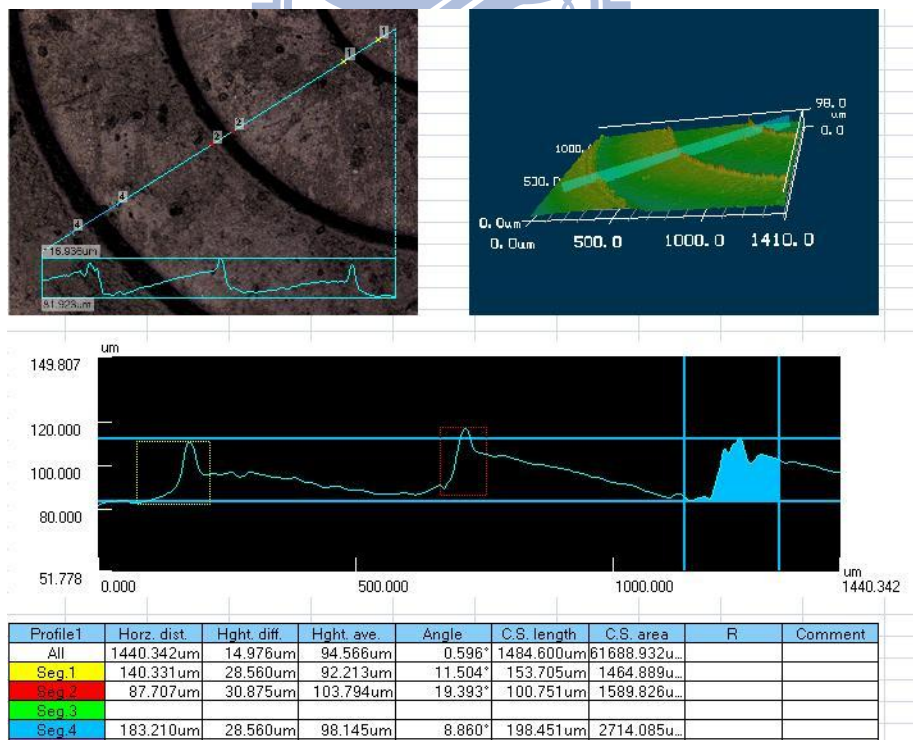 1
1
2
2
4
4
116.936um
81.923um
98.0
um
0.0
1000.
500.0
0.0um
0.0um
500.0
1000.0
1410.0
um
149.807
120.000
100.000
80.000
51.778
0.000
500.000
1000.000
um
1440.342
Profile1 Horz. dist. Hght. diff. Hght. ave. Angle C.S. length C.S. area R Comment
All 1440.342um 14.976um 94.566um 0.596° 1484.600um 61688.932u...
Seg.1 140.331um 28.560um 92.213um 11.504° 153.705um 1464.889u...
Seg.2 87.707um 30.875um 103.794um 19.393° 100.751um 1589.826u...
Seg.3
Seg.4 183.210um 28.560um 98.145um 8.860° 198.451um 2714.085u...